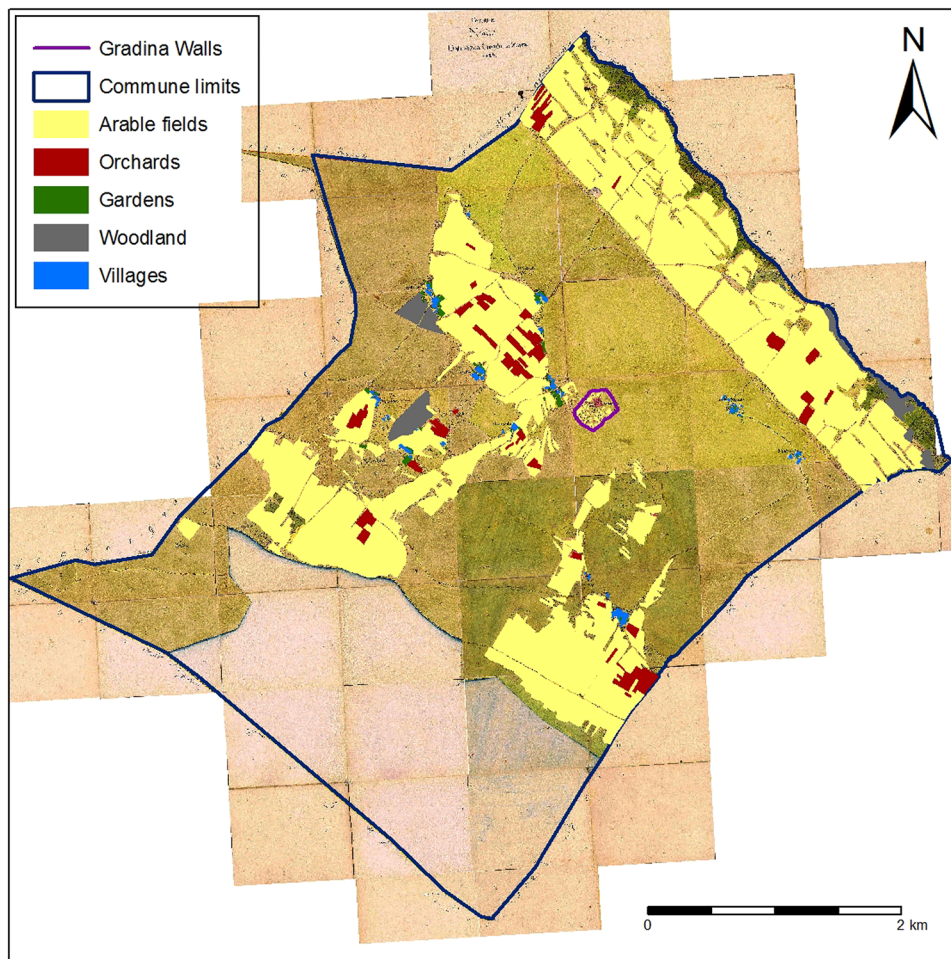 Gradina Walls
Commune limits
Arable fields
Orchards
Gardens
Woodland
Villages
N
0
2 km